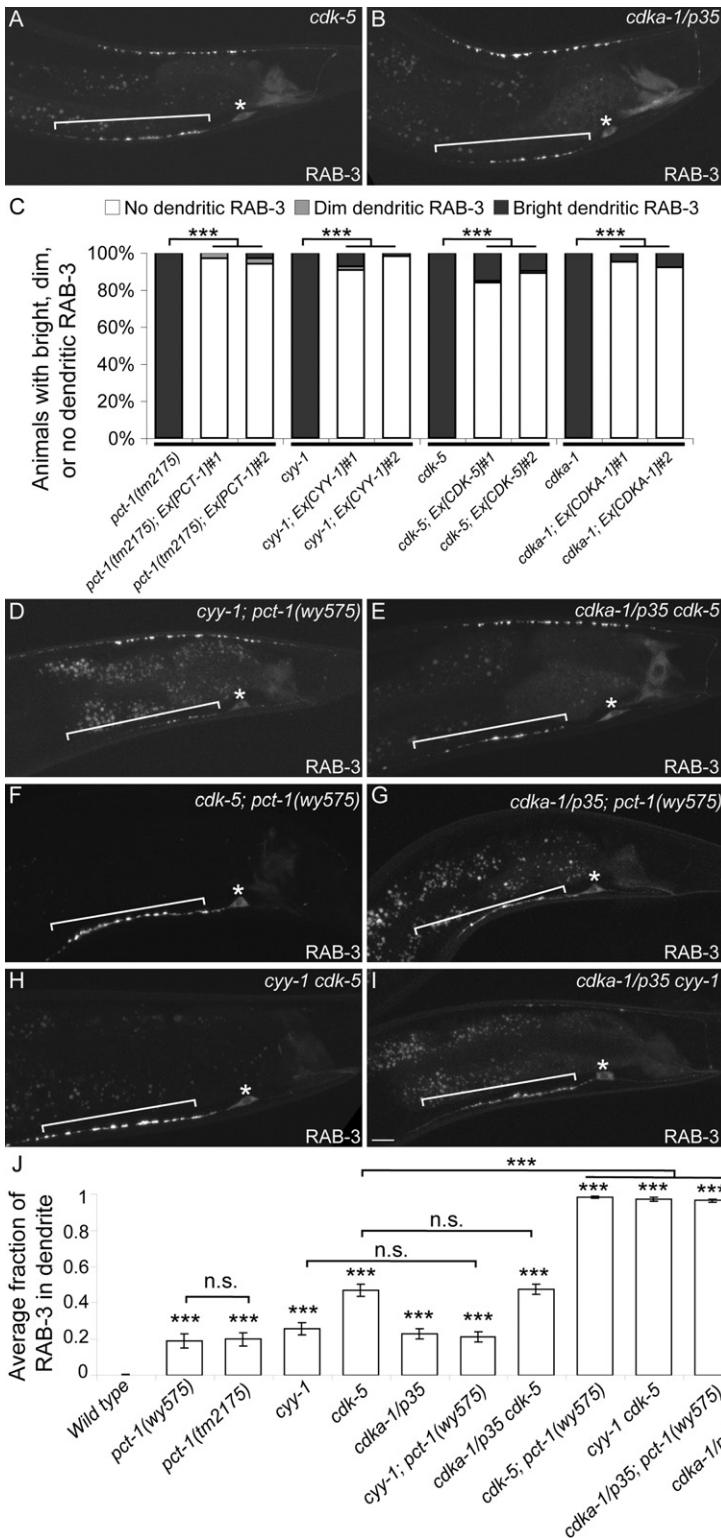 A
cdk-5
*
RAB-3
B
cdka-1/p35
*
RAB-3
C
No dendritic RAB-3 Dim dendritic RAB-3 Bright dendritic RAB-3
*** *** *** ***
Animals with bright, dim,
or no dendritic RAB-3
100%
80%
60%
40%
20%
0%
pct-1(tm2175)
pct-1(tm2175); Ex[PCT-1]#1
pct-1(tm2175); Ex[PCT-1]#2
cyy-1
cyy-1; Ex[CYY-1]#1
cyy-1; Ex[CYY-1]#2
cdk-5
cdk-5; Ex[CDK-5]#1
cdk-5; Ex[CDK-5]#2
cdka-1
cdka-1; Ex[CDKA-1]#1
cdka-1; Ex[CDKA-1]#2
D
cyy-1; pct-1(wy575)
*
RAB-3
E
cdka-1/p35 cdk-5
*
RAB-3
F
cdk-5; pct-1(wy575)
*
RAB-3
G
cdka-1/p35; pct-1(wy575)
*
RAB-3
H
cyy-1 cdk-5
*
RAB-3
I
cdka-1/p35 cyy-1
*
RAB-3
J
Average fraction of
RAB-3 in dendrite
1
0.8
0.6
0.4
0.2
0
***
n.s.
n.s.
n.s.
*** *** *** *** *** *** *** *** *** ***
Wild type
pct-1(wy575)
pct-1(tm2175)
cyy-1
cdk-5
cdka-1/p35
cyy-1; pct-1(wy575)
cdka-1/p35 cdk-5
cdk-5; pct-1(wy575)
cyy-1 cdk-5
cdka-1/p35; pct-1(wy575)